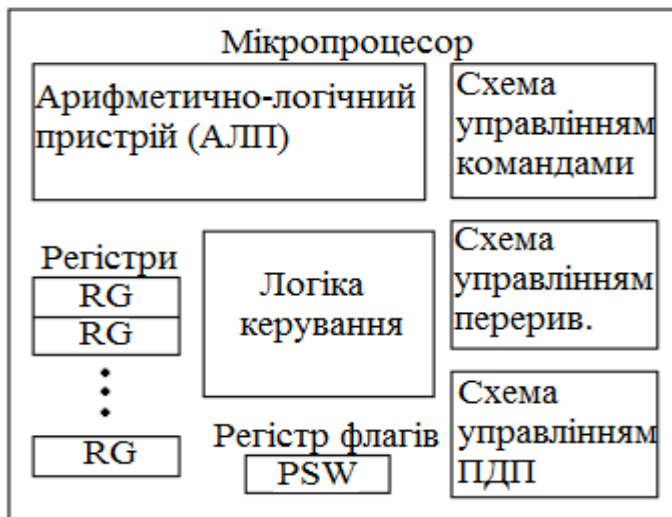 Мікропроцесор
Арифметично-логічний
пристрій (АЛП)
Схема
управлінням
командами
Регістри
RG
RG
RG
Логіка
керування
Схема
управлінням
перерив.
Регістр флагів
PSW
Схема
управлінням
ПДП